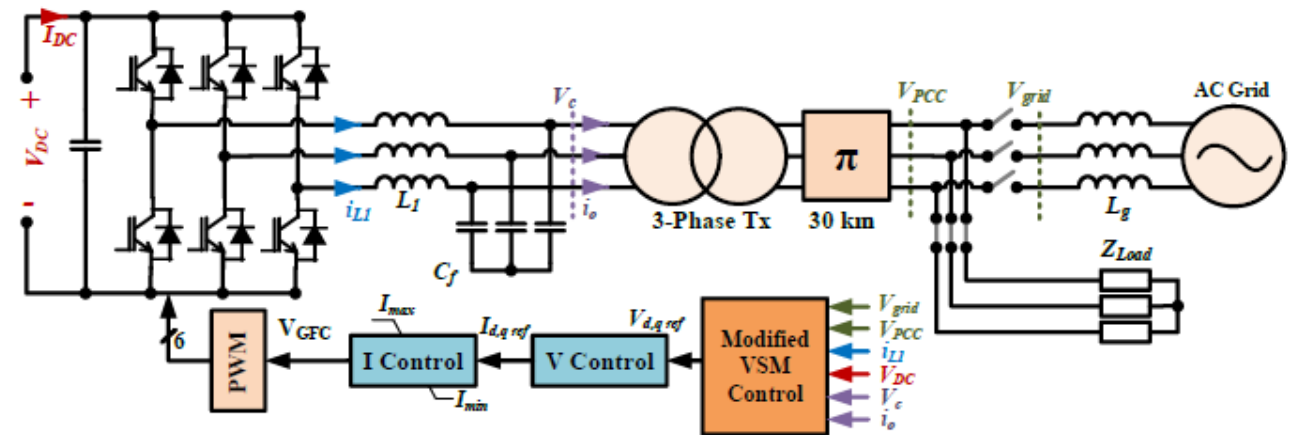 I_DC
+
V_DC
-
i_L1
L_1
C_f
V_c
i_o
3-Phase Tx
π
30 km
V_PCC
V_grid
L_g
AC Grid
Z_Load
6
PWM
V_GFC
I_max
I Control
I_min
I_d,q ref
V Control
V_d,q ref
Modified
VSM
Control
V_grid
V_PCC
i_L1
V_DC
V_c
i_o